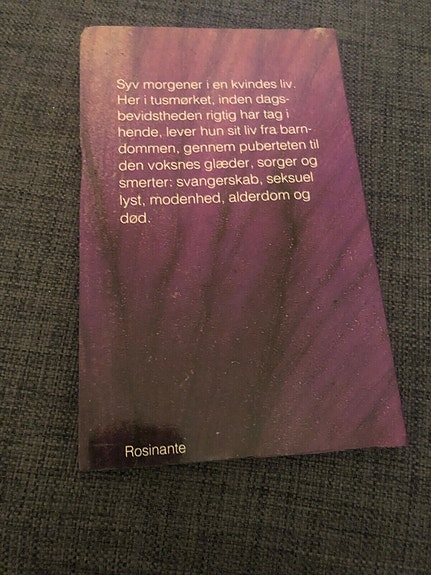 Syv morgener i en kvindes liv.
Her i tusmørket, inden dags-
bevidstheden rigtig har tag i
hende, lever hun sit liv fra barn-
dommen, gennem puberteten til
den voksnes glæder, sorger og
smerter: svangerskab, seksuel
lyst, modenhed, alderdom og
død.
Rosinante